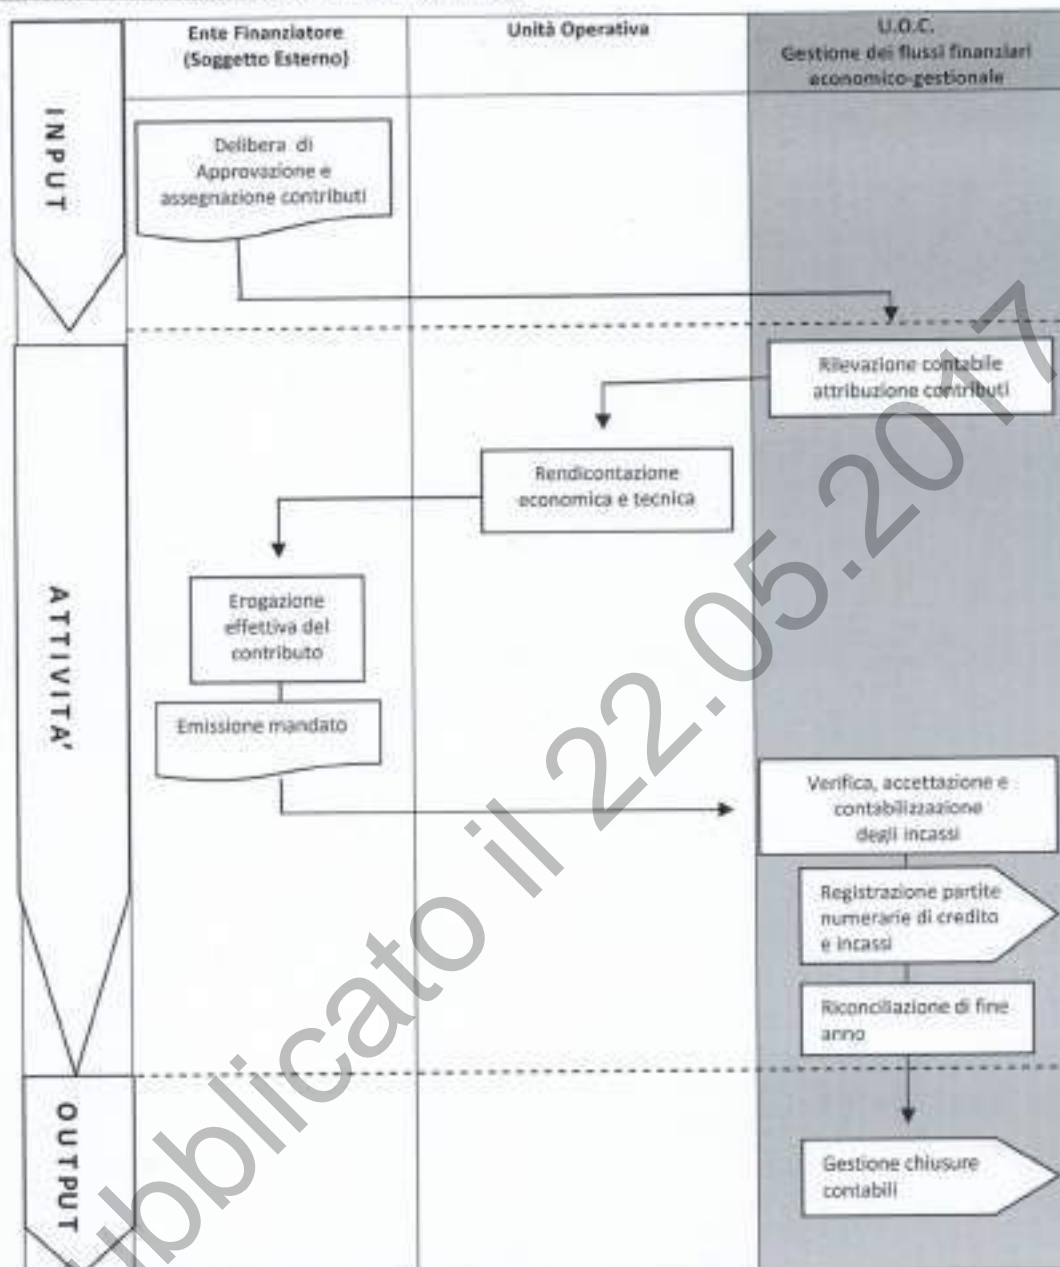 Ente Finanziatore
(Soggetto Esterno)
Unità Operativa
U.O.C.
Gestione dei flussi finanziari
economico-gestionale
INPUT
Delibera di
Approvazione e
assegnazione contributi
ATTIVITA'
Rilevazione contabile
attribuzione contributi
Rendicontazione
economica e tecnica
Erogazione
effettiva del
contributo
Emissione mandato
Verifica, accettazione e
contabilizzazione
degli incassi
Registrazione partite
numerarie di credito
e incassi
Riconciliazione di fine
anno
OUTPUT
Gestione chiusure
contabili
ubblicato il 22.05.2017